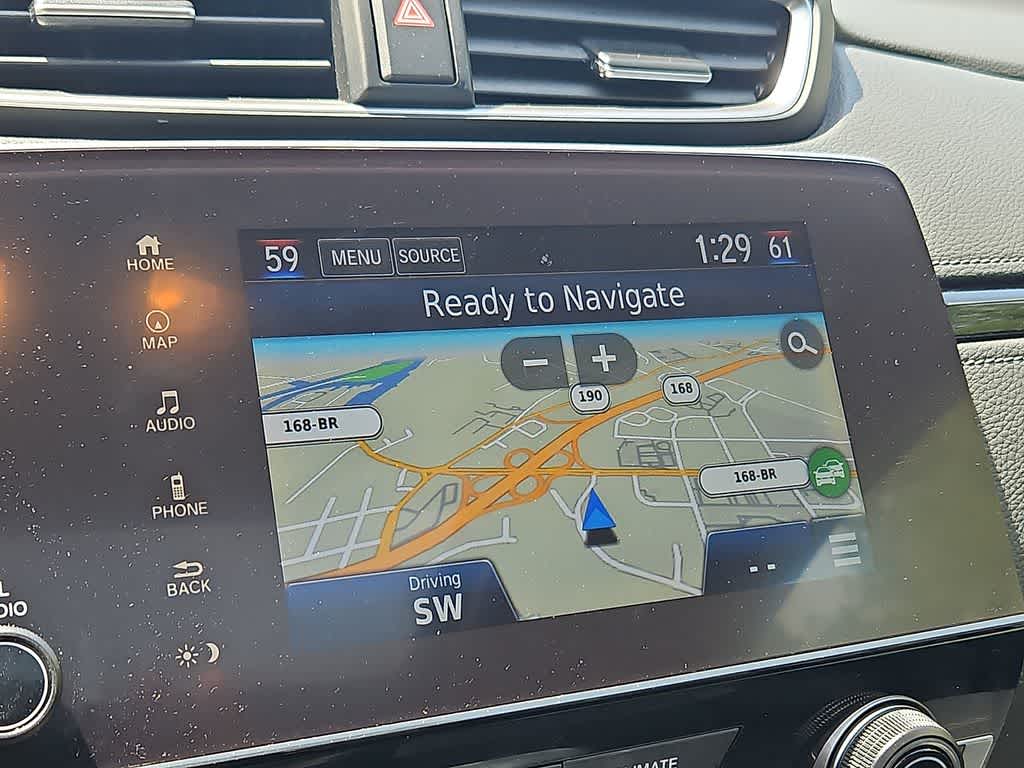 59 MENU SOURCE 1:29 61
Ready to Navigate
HOME
MAP
AUDIO
PHONE
BACK
190
168
168-BR
168-BR
Driving
SW
--